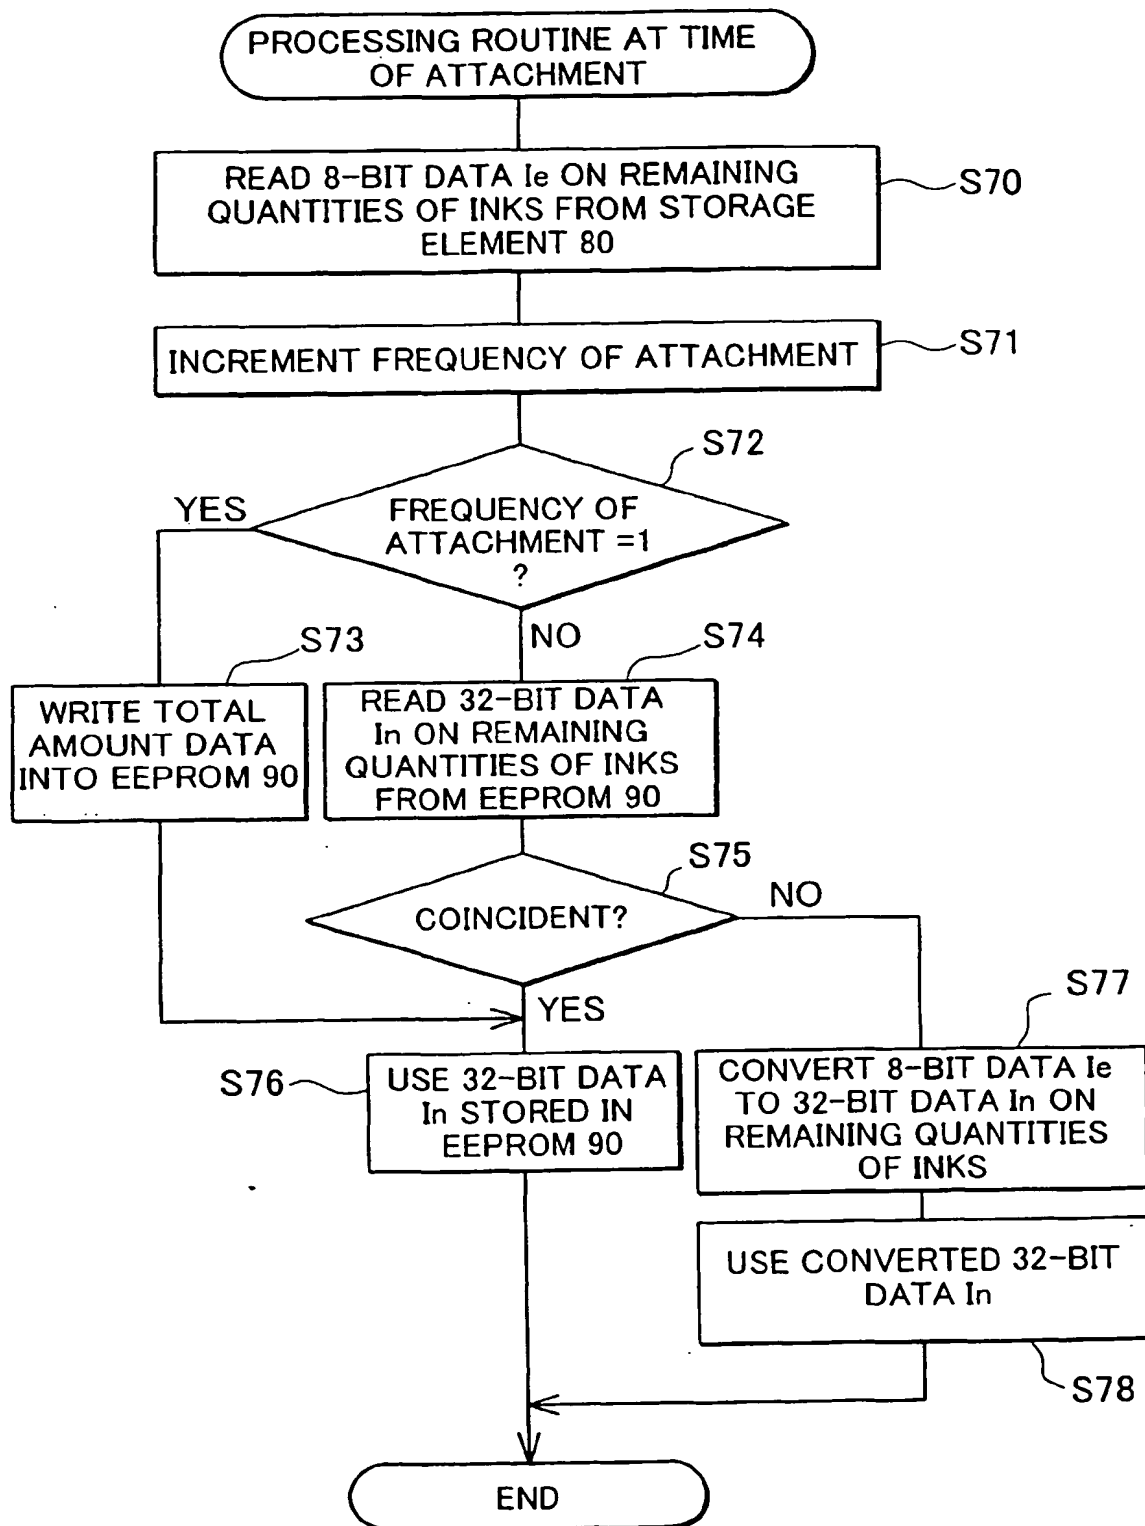 PROCESSING ROUTINE AT TIME
OF ATTACHMENT
READ 8-BIT DATA Ie ON REMAINING
QUANTITIES OF INKS FROM STORAGE
ELEMENT 80
S70
INCREMENT FREQUENCY OF ATTACHMENT
S71
S72
YES
FREQUENCY OF
ATTACHMENT =1
?
NO
S73
S74
WRITE TOTAL
AMOUNT DATA
INTO EEPROM 90
READ 32-BIT DATA
In ON REMAINING
QUANTITIES OF INKS
FROM EEPROM 90
S75
COINCIDENT?
NO
YES
S77
S76
USE 32-BIT DATA
In STORED IN
EEPROM 90
CONVERT 8-BIT DATA Ie
TO 32-BIT DATA In ON
REMAINING QUANTITIES
OF INKS
USE CONVERTED 32-BIT
DATA In
S78
END